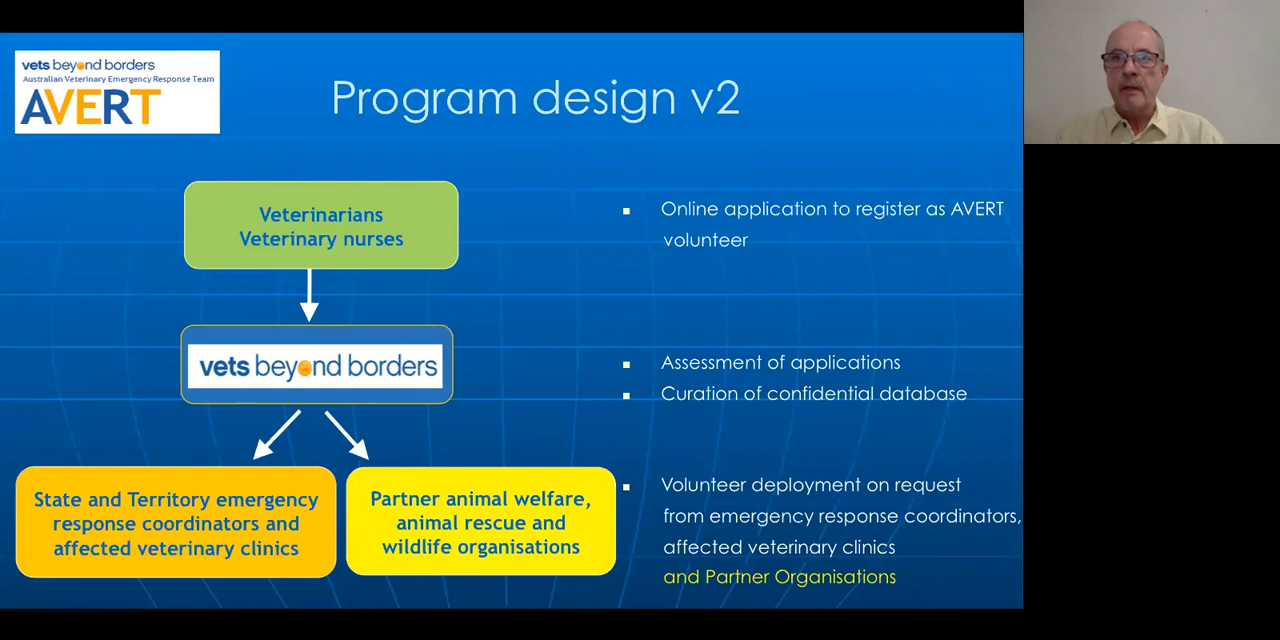 vets beyond borders
Australian Veterinary Emergency Response Team
AVERT
Program design v2
Veterinarians
Veterinary nurses
Online application to register as AVERT
volunteer
vets beyond borders
Assessment of applications
Curation of confidential database
State and Territory emergency
response coordinators and
affected veterinary clinics
Partner animal welfare,
animal rescue and
wildlife organisations
Volunteer deployment on request
from emergency response coordinators,
affected veterinary clinics
and Partner Organisations